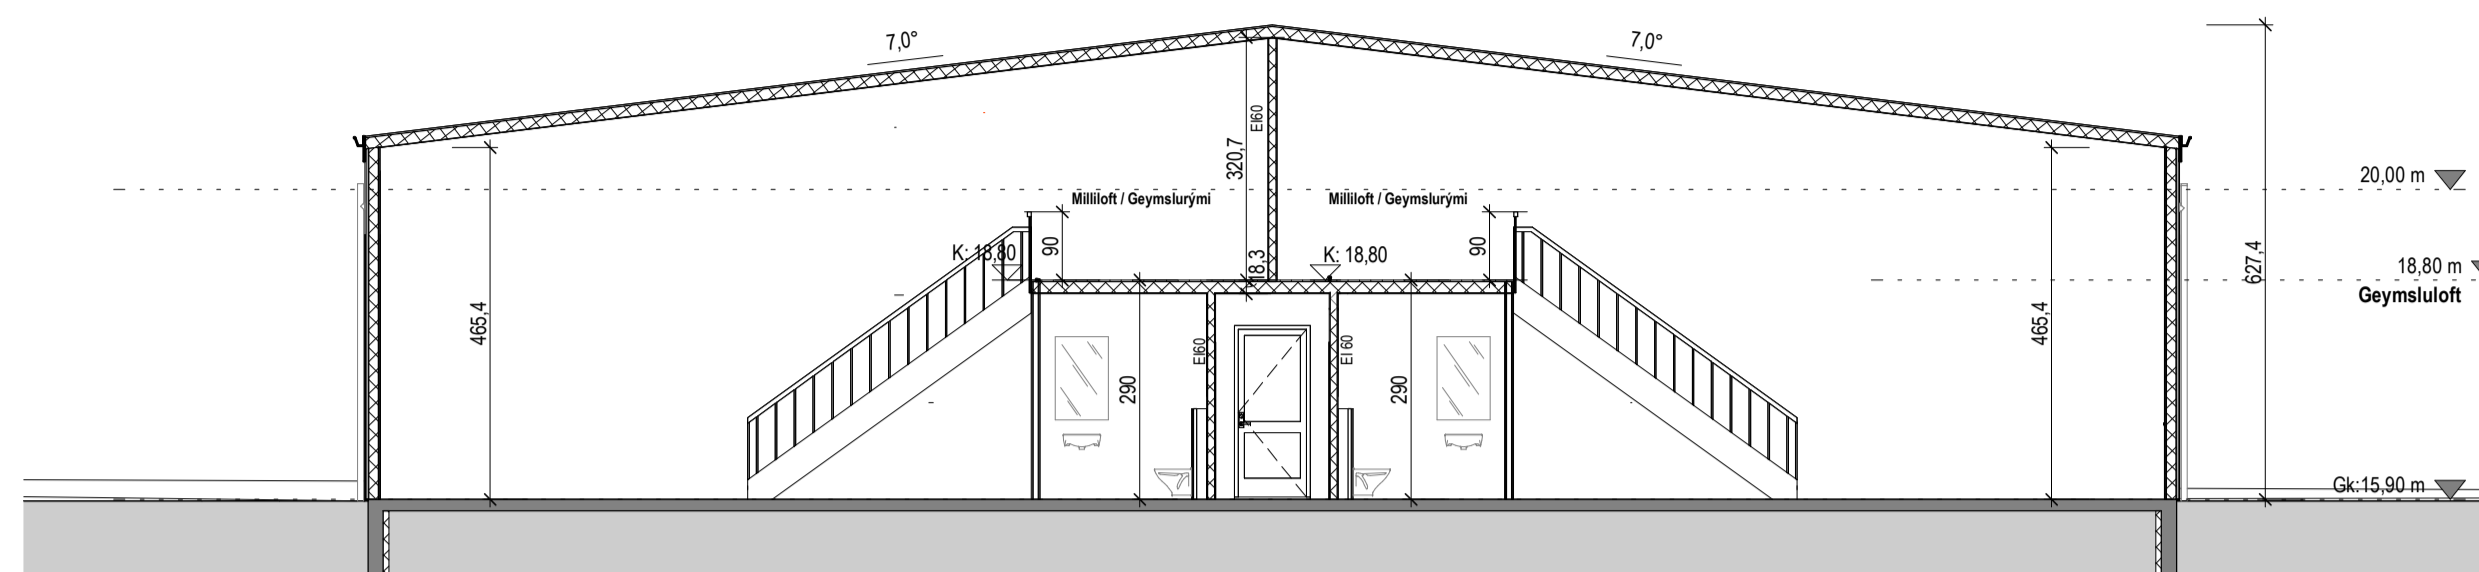 7,0°
7,0°
EI60
320,7
20,00 m
Milliloft / Geymslurými
Milliloft / Geymslurými
90
90
K: 18,80
K: 18,80
18,3
627,4
18,80 m
Geymsluloft
465,4
465,4
EI60
EI 60
290
290
Gk:15,90 m